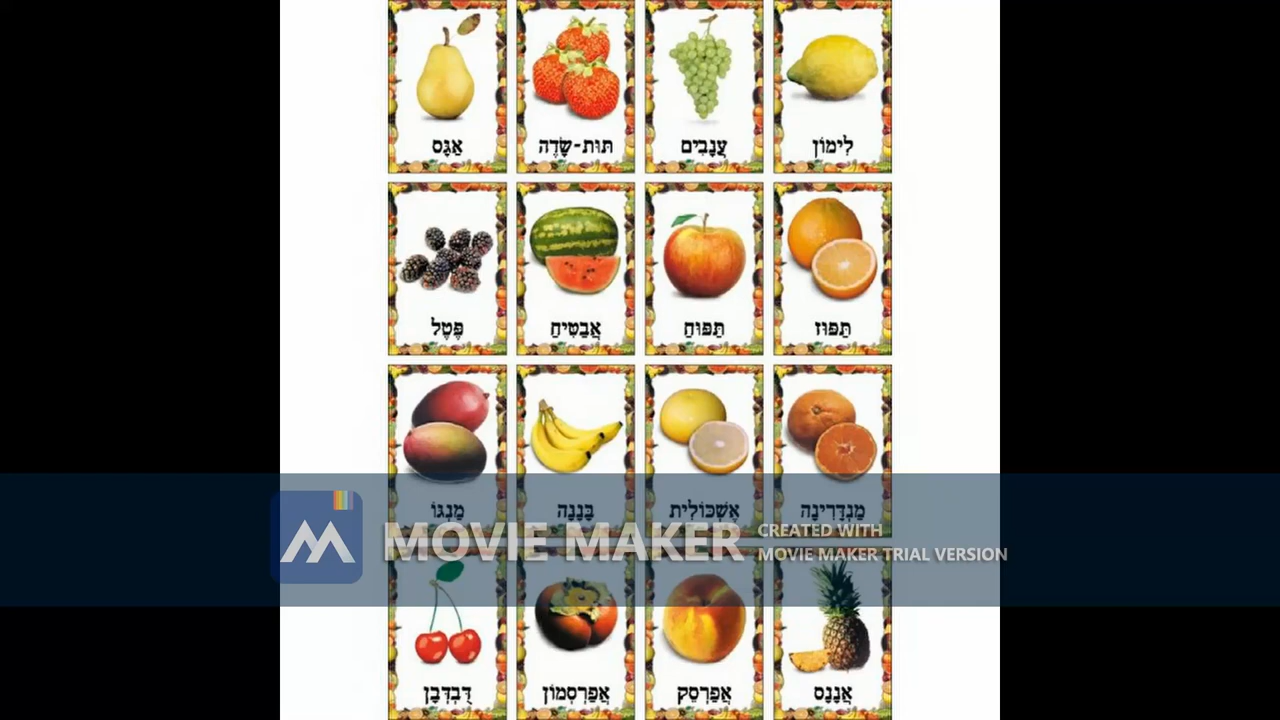 לִימוֹן
עֲנָבִים
תּוּת-שָׂדֶה
אַגָּס
תַּפּוּז
תַּפּוּחַ
אֲבַטִּיחַ
פֶּטֶל
מַנְדָּרִינָה
אֶשְׁכּוֹלִית
בָּנָנָה
מַנְגּוֹ
MOVIE MAKER
CREATED WITH
MOVIE MAKER TRIAL VERSION
אֲנָנָס
אֲפַרְסֵק
אֲפַרְסְמוֹן
דֻּבְדְּבָן